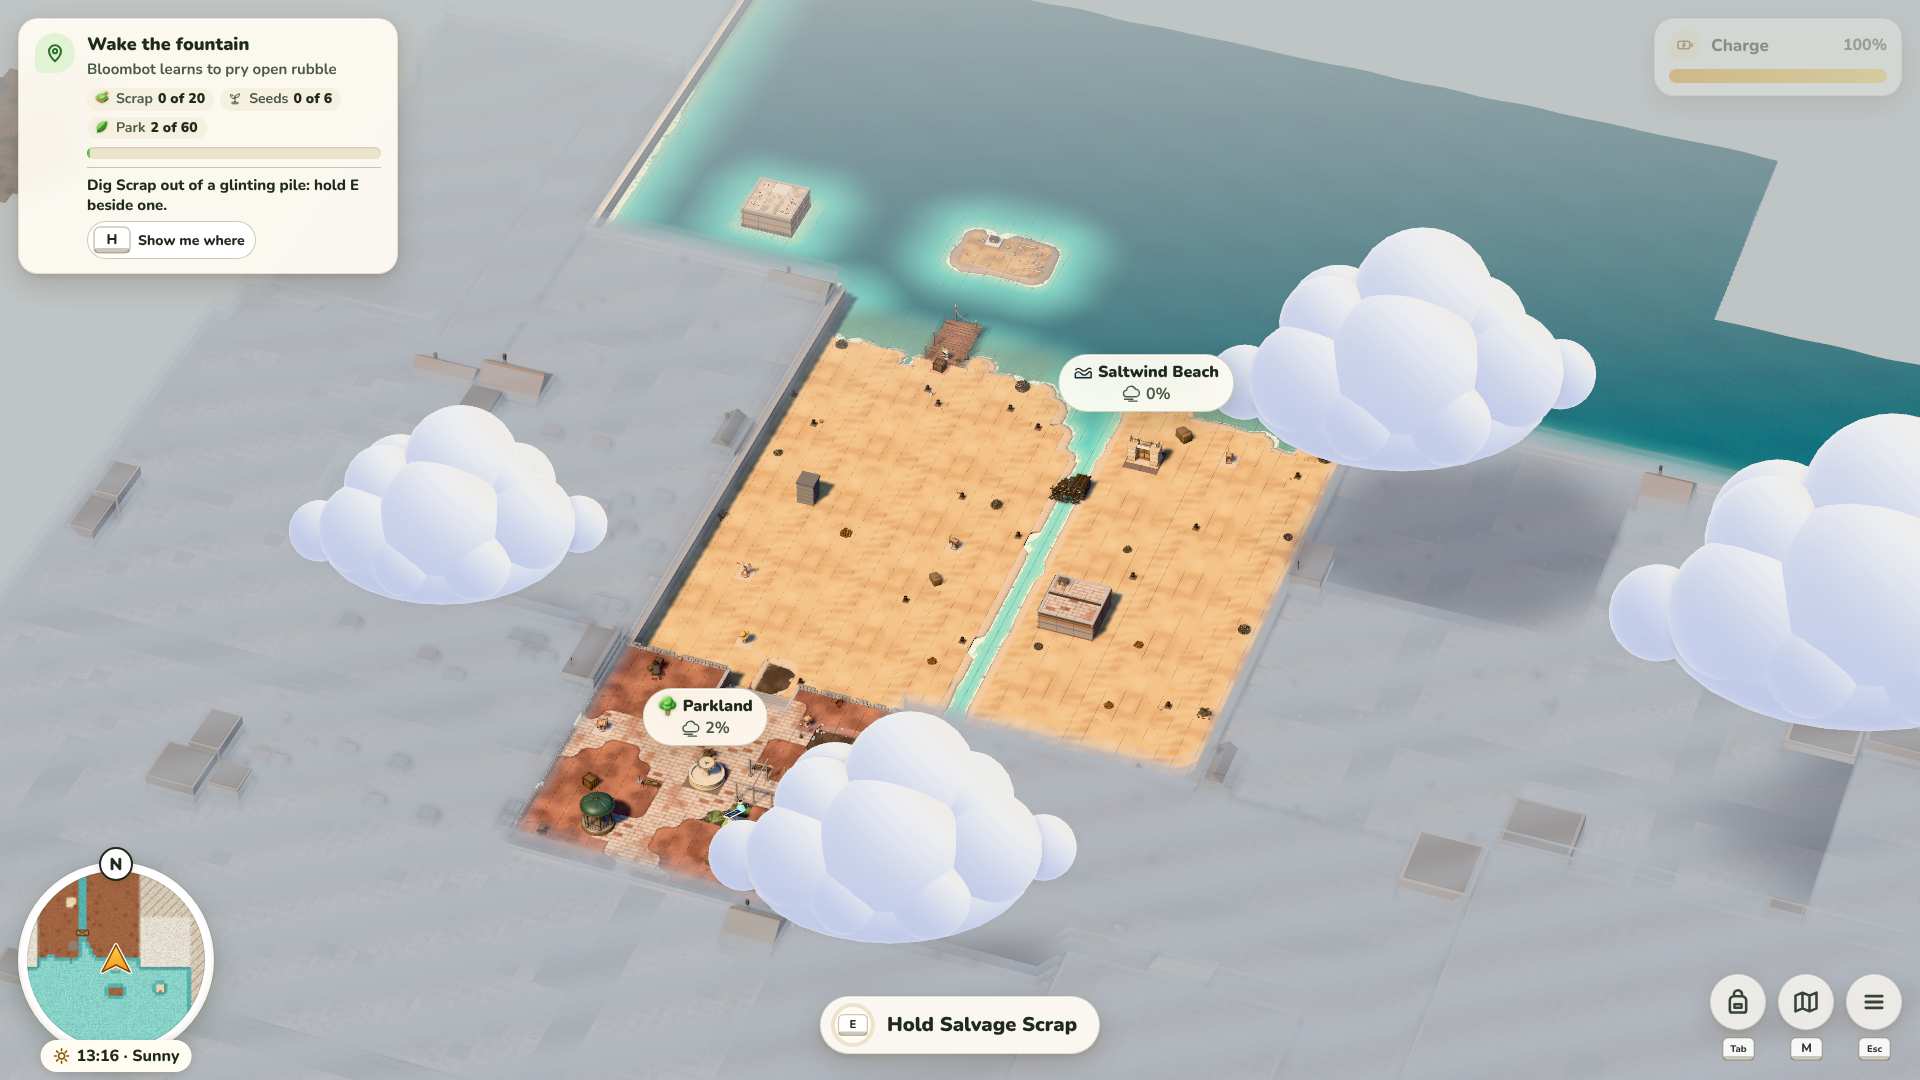 Wake the fountain
Bloombot learns to pry open rubble
Scrap 0 of 20 Seeds 0 of 6
Park 2 of 60
Dig Scrap out of a glinting pile: hold E
beside one.
H Show me where
Charge 100%
Saltwind Beach
0%
Parkland
2%
N
13:16 · Sunny
E Hold Salvage Scrap
Tab M Esc